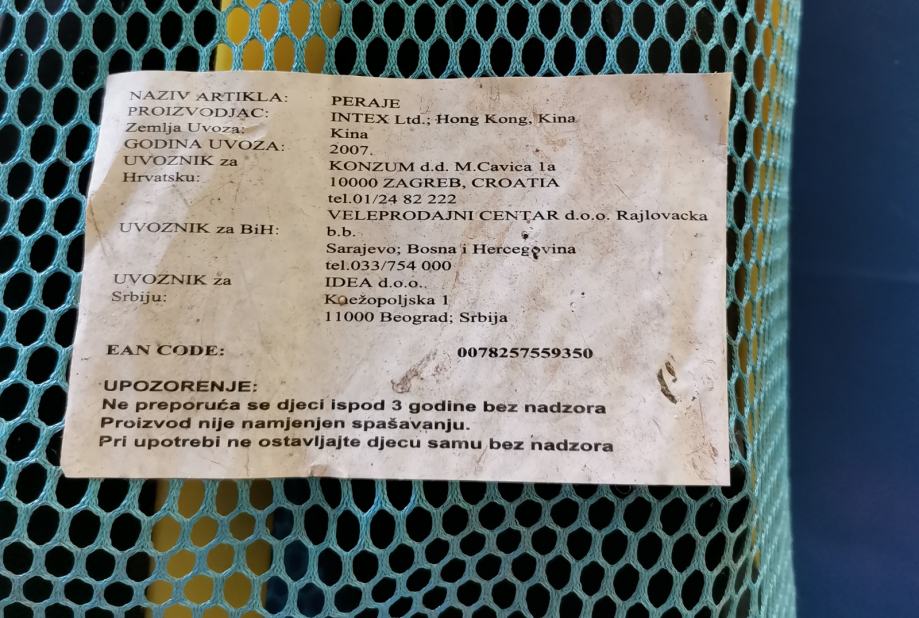 NAZIV ARTIKLA: PERAJE
PROIZVODJAC: INTEX Ltd.; Hong Kong, Kina
Zemlja Uvoza: Kina
GODINA UVOZA: 2007.
UVOZNIK za KONZUM d.d. M.Cavica 1a
Hrvatsku: 10000 ZAGREB, CROATIA
tel.01/24 82 222
VELEPRODAJNI CENTAR d.o.o. Rajlovacka
UVOZNIK za BiH: b.b.
Sarajevo; Bosna i Hercegovina
tel.033/754 000
UVOZNIK za IDEA d.o.o.
Srbiju: Knežopoljska 1
11000 Beograd; Srbija
EAN CODE: 0078257559350
UPOZORENJE:
Ne preporuća se djeci ispod 3 godine bez nadzora
Proizvod nije namjenjen spašavanju.
Pri upotrebi ne ostavljajte djecu samu bez nadzora